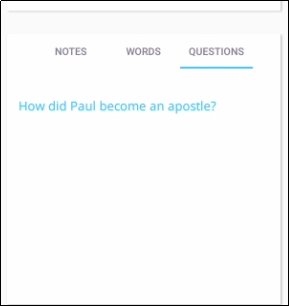 NOTES WORDS QUESTIONS
How did Paul become an apostle?